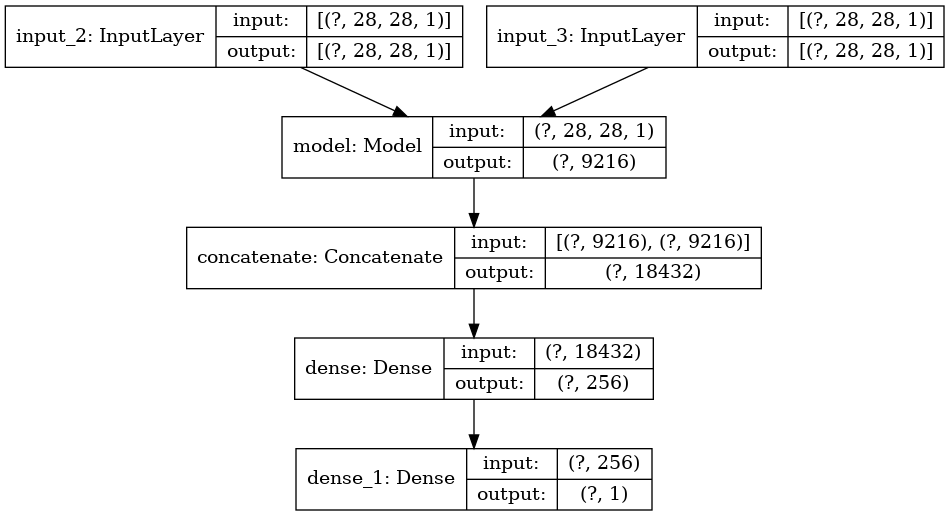 input_2: InputLayer input: [(?, 28, 28, 1)]
output: [(?, 28, 28, 1)]
input_3: InputLayer input: [(?, 28, 28, 1)]
output: [(?, 28, 28, 1)]
model: Model input: (?, 28, 28, 1)
output: (?, 9216)
concatenate: Concatenate input: [(?, 9216), (?, 9216)]
output: (?, 18432)
dense: Dense input: (?, 18432)
output: (?, 256)
dense_1: Dense input: (?, 256)
output: (?, 1)